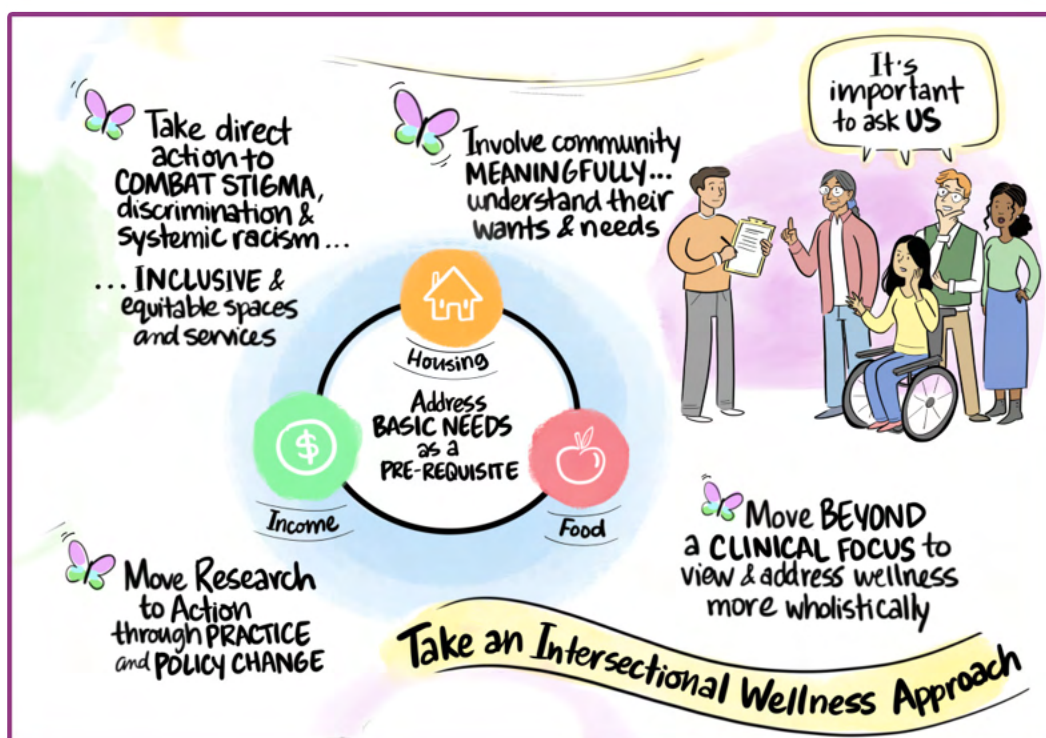 Take direct
action to
COMBAT STIGMA,
discrimination &
systemic racism...
... INCLUSIVE &
equitable spaces
and services
Involve community
MEANINGFULLY...
understand their
wants & needs
It's
important
to ask US
Housing
Address
BASIC NEEDS
as a
PRE-REQUISITE
$
Income
Food
Move Research
to Action
through PRACTICE
and POLICY CHANGE
Move BEYOND
a CLINICAL FOCUS to
view & address wellness
more wholistically
Take an Intersectional Wellness Approach